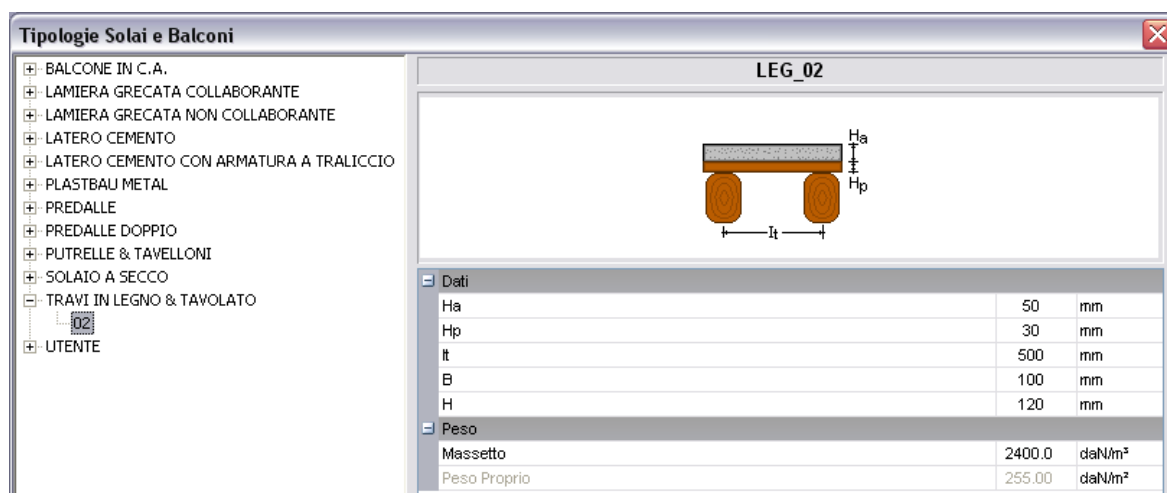 Tipologie Solai e Balconi
BALCONE IN C.A.
LAMIERA GRECATA COLLABORANTE
LAMIERA GRECATA NON COLLABORANTE
LATERO CEMENTO
LATERO CEMENTO CON ARMATURA A TRALICCIO
PLASTBAU METAL
PREDALLE
PREDALLE DOPPIO
PUTRELLE & TAVELLONI
SOLAIO A SECCO
TRAVI IN LEGNO & TAVOLATO
02
UTENTE
LEG_02
Ha
Hp
It
Dati
Ha 50 mm
Hp 30 mm
It 500 mm
B 100 mm
H 120 mm
Peso
Massetto 2400.0 daN/m³
Peso Proprio 255.00 daN/m²